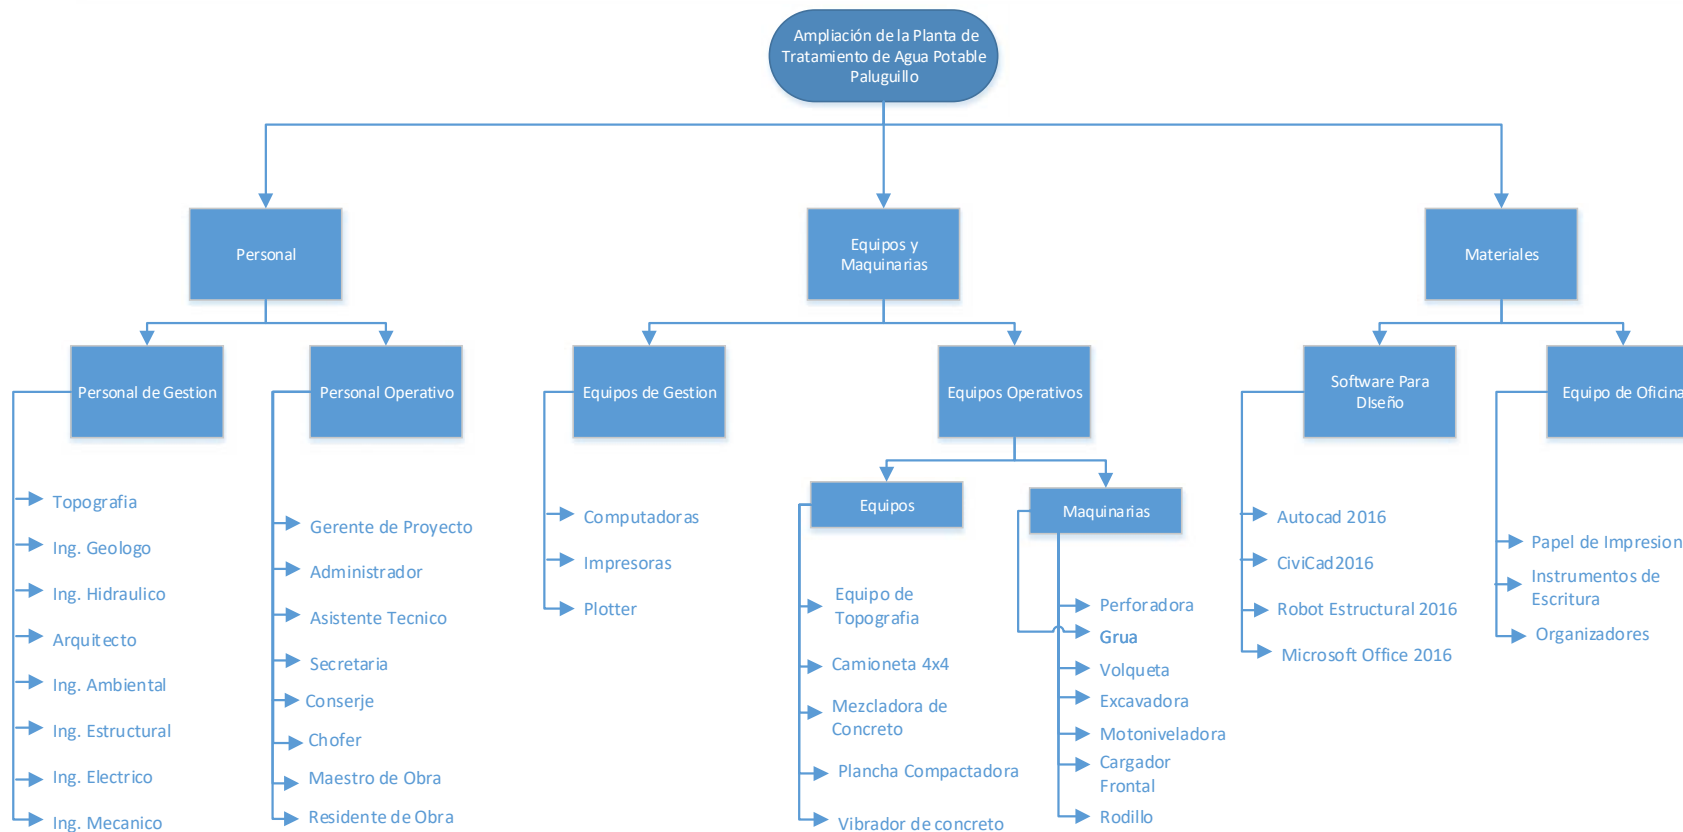 Ampliación de la Planta de
Tratamiento de Agua Potable
Paluguillo
Personal
Equipos y
Maquinarias
Materiales
Personal de Gestion
Personal Operativo
Equipos de Gestion
Equipos Operativos
Software Para
DIseño
Equipo de Oficina
Equipos
Maquinarias
Topografia
Ing. Geologo
Ing. Hidraulico
Arquitecto
Ing. Ambiental
Ing. Estructural
Ing. Electrico
Ing. Mecanico
Gerente de Proyecto
Administrador
Asistente Tecnico
Secretaria
Conserje
Chofer
Maestro de Obra
Residente de Obra
Computadoras
Impresoras
Plotter
Equipo de
Topografia
Camioneta 4x4
Mezcladora de
Concreto
Plancha Compactadora
Vibrador de concreto
Perforadora
Grua
Volqueta
Excavadora
Motoniveladora
Cargador
Frontal
Rodillo
Autocad 2016
CiviCad2016
Robot Estructural 2016
Microsoft Office 2016
Papel de Impresion
Instrumentos de
Escritura
Organizadores